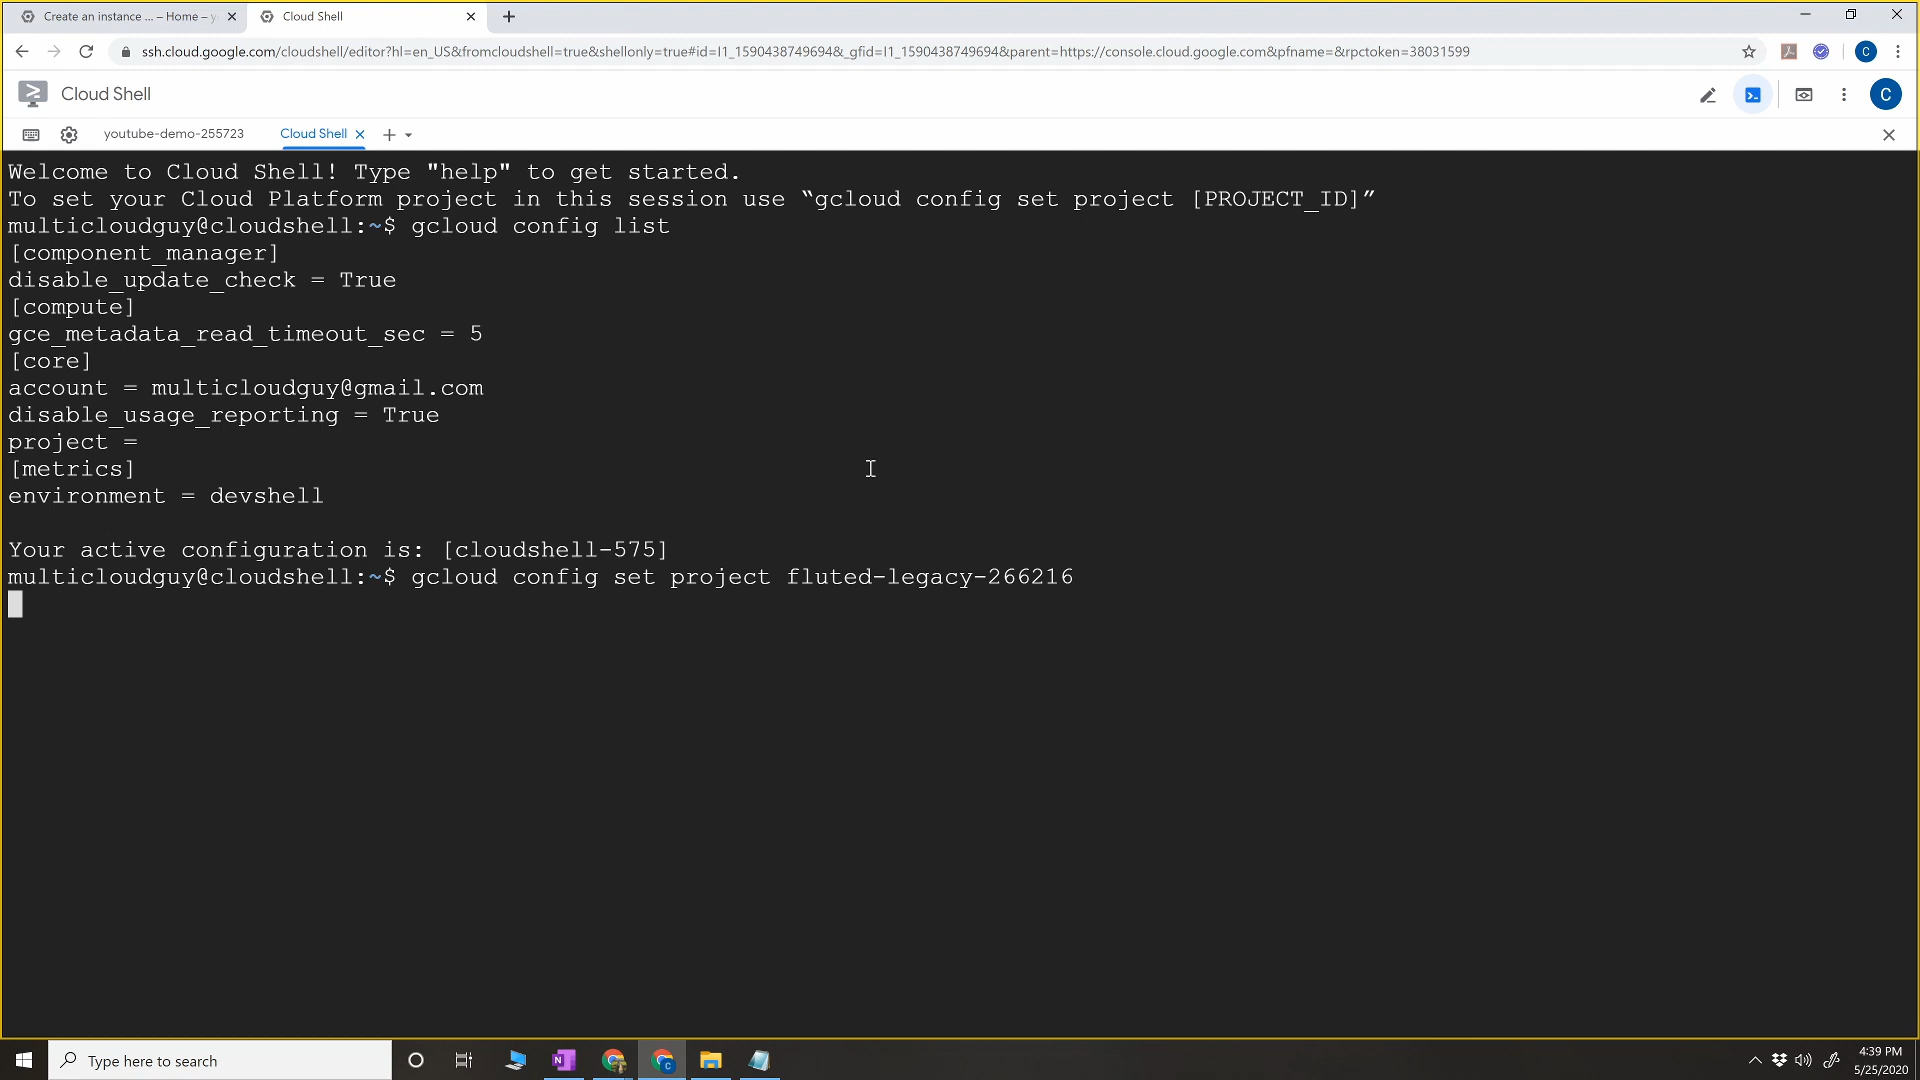 Create an instance ... – Home – y
Cloud Shell
ssh.cloud.google.com/cloudshell/editor?hl=en_US&fromcloudshell=true&shellonly=true#id=I1_1590438749694&_gfid=I1_1590438749694&parent=https://console.cloud.google.com&pfname=&rpctoken=38031599
C
Cloud Shell
C
youtube-demo-255723
Cloud Shell
Welcome to Cloud Shell! Type "help" to get started.
To set your Cloud Platform project in this session use “gcloud config set project [PROJECT_ID]”
multicloudguy@cloudshell:~$ gcloud config list
[component_manager]
disable_update_check = True
[compute]
gce_metadata_read_timeout_sec = 5
[core]
account = multicloudguy@gmail.com
disable_usage_reporting = True
project =
[metrics]
environment = devshell
Your active configuration is: [cloudshell-575]
multicloudguy@cloudshell:~$ gcloud config set project fluted-legacy-266216
Type here to search
4:39 PM
5/25/2020